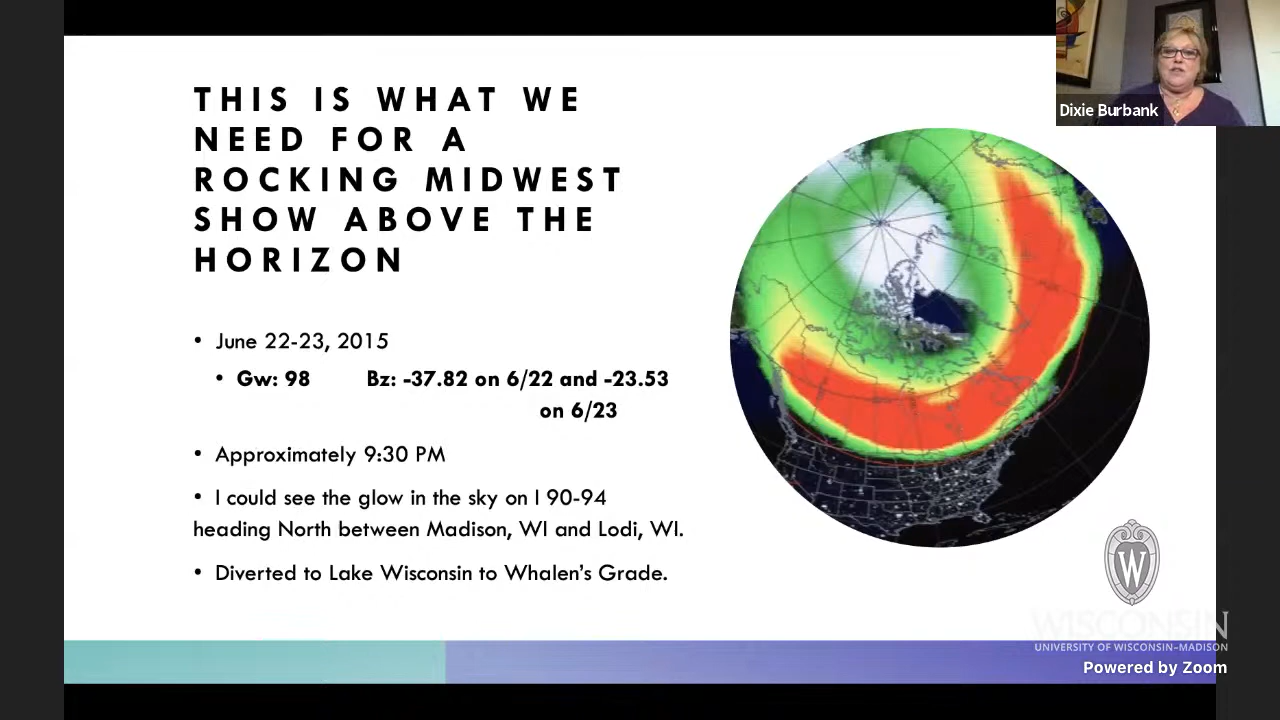 THIS IS WHAT WE
NEED FOR A
ROCKING MIDWEST
SHOW ABOVE THE
HORIZON
• June 22-23, 2015
• Gw: 98 Bz: -37.82 on 6/22 and -23.53
on 6/23
• Approximately 9:30 PM
• I could see the glow in the sky on I 90-94
heading North between Madison, WI and Lodi, WI.
• Diverted to Lake Wisconsin to Whalen's Grade.
Dixie Burbank
W
WISCONSIN
UNIVERSITY OF WISCONSIN–MADISON
Powered by Zoom